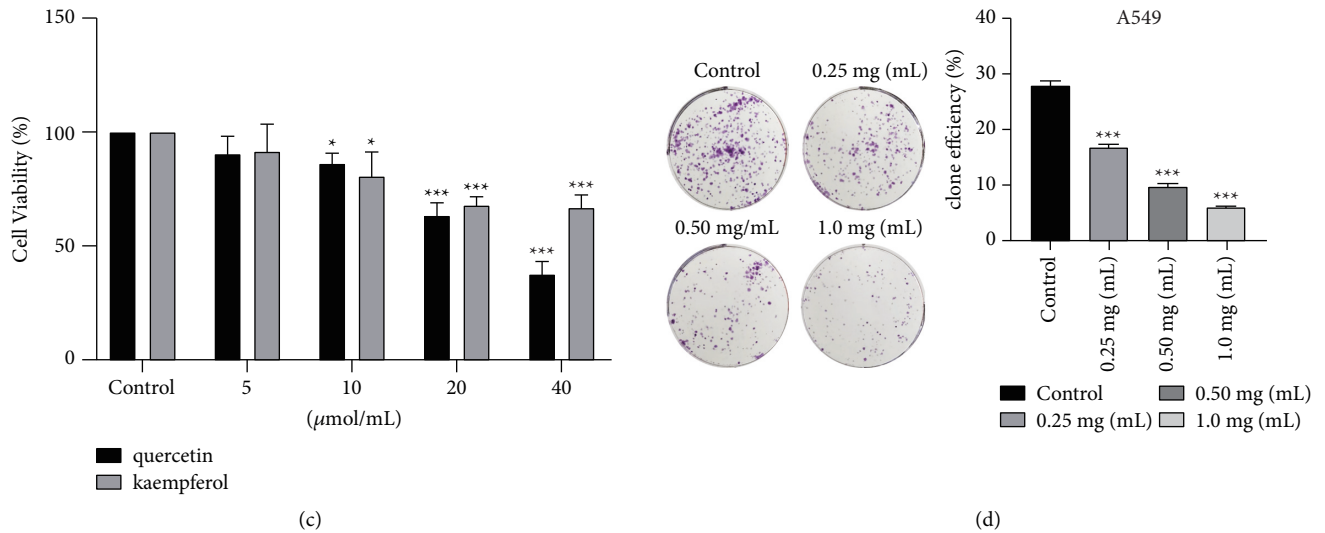 150
100
50
0
Cell Viability (%)
* *
*** ***
*** ***
Control 5 10 20 40
(μmol/mL)
quercetin
kaempferol
(c)
Control 0.25 mg (mL)
0.50 mg/mL 1.0 mg (mL)
A549
40
30
20
10
0
clone effciency (%)
***
***
***
Control
0.25 mg (mL)
0.50 mg (mL)
1.0 mg (mL)
Control 0.50 mg (mL)
0.25 mg (mL) 1.0 mg (mL)
(d)